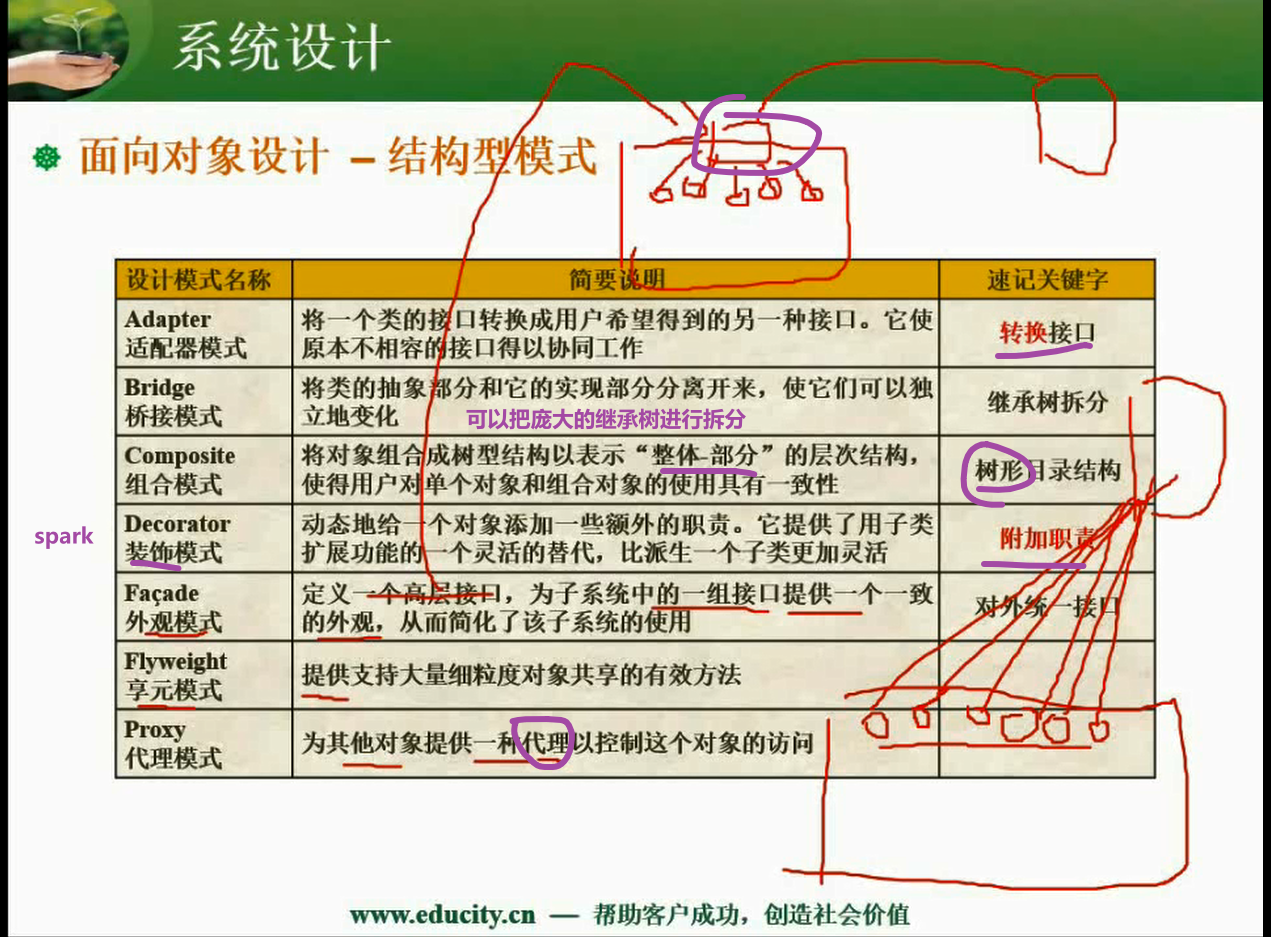 系统设计
面向对象设计 – 结构型模式
设计模式名称
简要说明
速记关键字
Adapter
适配器模式
将一个类的接口转换成用户希望得到的另一种接口。它使
原本不相容的接口得以协同工作
转换接口
Bridge
桥接模式
将类的抽象部分和它的实现部分分离开来，使它们可以独
立地变化
可以把庞大的继承树进行拆分
继承树拆分
Composite
组合模式
将对象组合成树型结构以表示“整体-部分”的层次结构，
使得用户对单个对象和组合对象的使用具有一致性
树形目录结构
spark
Decorator
装饰模式
动态地给一个对象添加一些额外的职责。它提供了用子类
扩展功能的一个灵活的替代，比派生一个子类更加灵活
附加职责
Façade
外观模式
定义一个高层接口，为子系统中的一组接口提供一个一致
的外观，从而简化了该子系统的使用
对外统一接口
Flyweight
享元模式
提供支持大量细粒度对象共享的有效方法
Proxy
代理模式
为其他对象提供一种代理以控制这个对象的访问
www.educity.cn — 帮助客户成功，创造社会价值